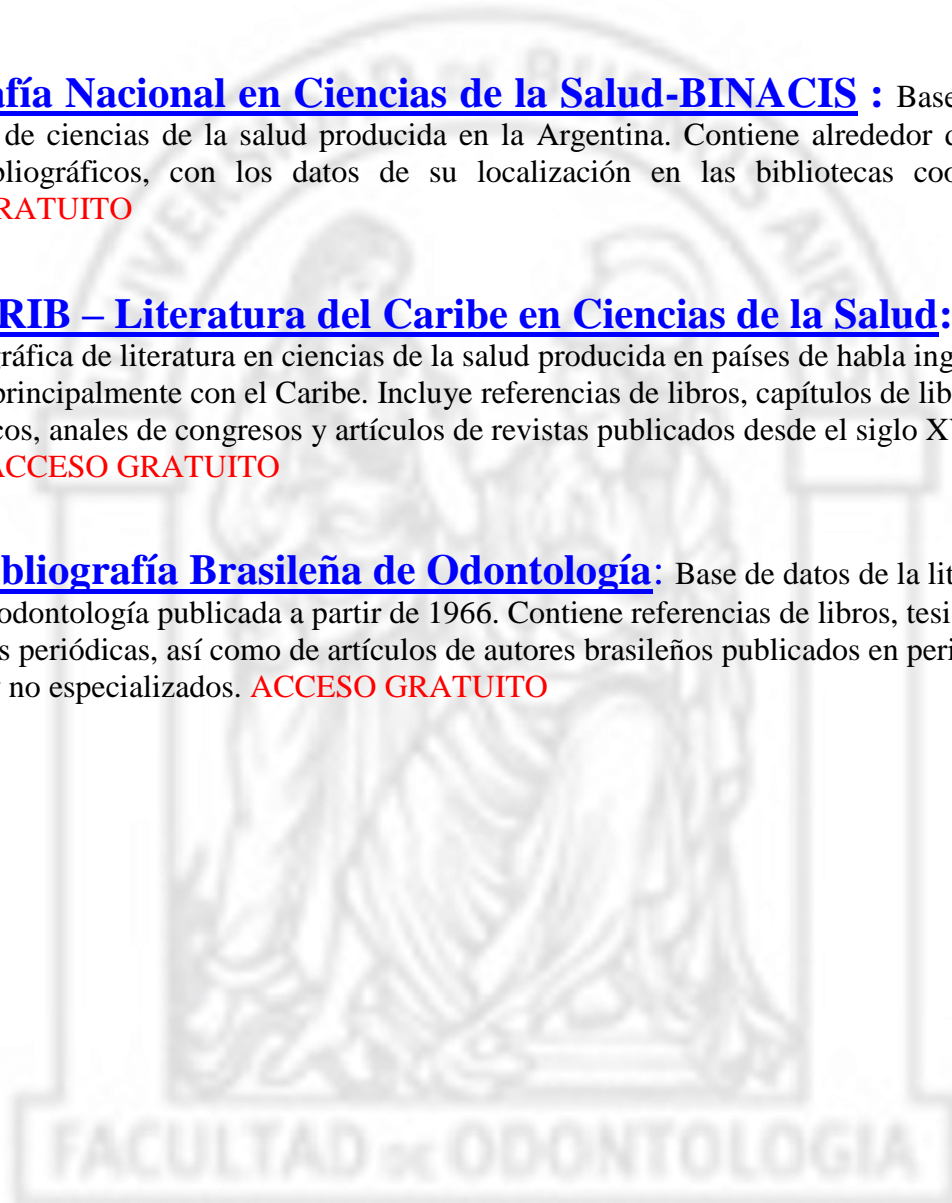 afía Nacional en Ciencias de la Salud-BINACIS : Base
de ciencias de la salud producida en la Argentina. Contiene alrededor
bliográficos, con los datos de su localización en las bibliotecas coo
RATUITO
RIB – Literatura del Caribe en Ciencias de la Salud:
gráfica de literatura en ciencias de la salud producida en países de habla ing
principalmente con el Caribe. Incluye referencias de libros, capítulos de lib
cos, anales de congresos y artículos de revistas publicados desde el siglo XV
ACCESO GRATUITO
bliografía Brasileña de Odontología: Base de datos de la lit
odontología publicada a partir de 1966. Contiene referencias de libros, tesi
s periódicas, así como de artículos de autores brasileños publicados en peri
y no especializados. ACCESO GRATUITO
FACULTAD DE ODONTOLOGIA